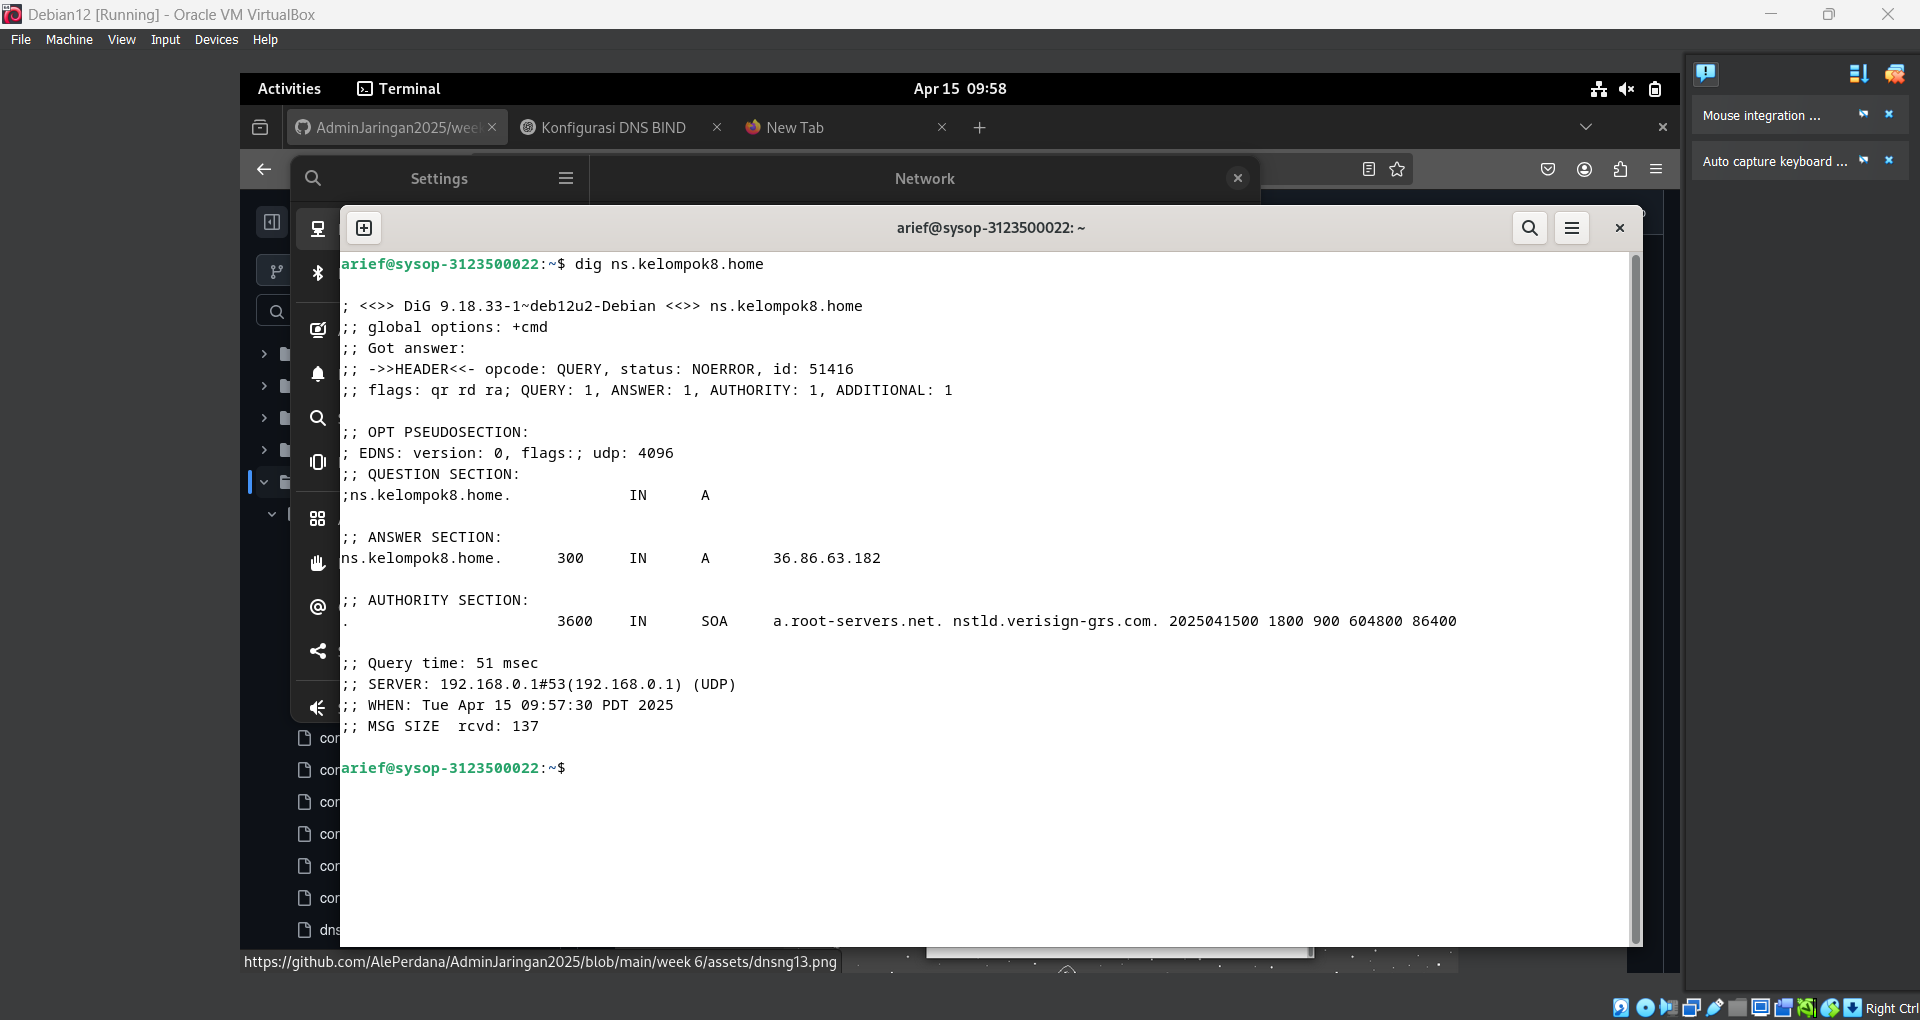 Debian12 [Running] - Oracle VM VirtualBox
File Machine View Input Devices Help
Activities Terminal Apr 15 09:58
AdminJaringan2025/wee Konfigurasi DNS BIND New Tab
Mouse integration ...
Auto capture keyboard ...
Settings Network
arief@sysop-3123500022: ~
arief@sysop-3123500022:~$ dig ns.kelompok8.home
; <<>> DiG 9.18.33-1~deb12u2-Debian <<>> ns.kelompok8.home
;; global options: +cmd
;; Got answer:
;; ->>HEADER<<- opcode: QUERY, status: NOERROR, id: 51416
;; flags: qr rd ra; QUERY: 1, ANSWER: 1, AUTHORITY: 1, ADDITIONAL: 1
;; OPT PSEUDOSECTION:
; EDNS: version: 0, flags:; udp: 4096
;; QUESTION SECTION:
;ns.kelompok8.home. IN A
;; ANSWER SECTION:
ns.kelompok8.home. 300 IN A 36.86.63.182
;; AUTHORITY SECTION:
. 3600 IN SOA a.root-servers.net. nstld.verisign-grs.com. 2025041500 1800 900 604800 86400
;; Query time: 51 msec
;; SERVER: 192.168.0.1#53(192.168.0.1) (UDP)
;; WHEN: Tue Apr 15 09:57:30 PDT 2025
;; MSG SIZE  rcvd: 137
arief@sysop-3123500022:~$
cor
cor
cor
cor
cor
cor
dns
https://github.com/AlePerdana/AdminJaringan2025/blob/main/week 6/assets/dnsng13.png
Right Ctrl